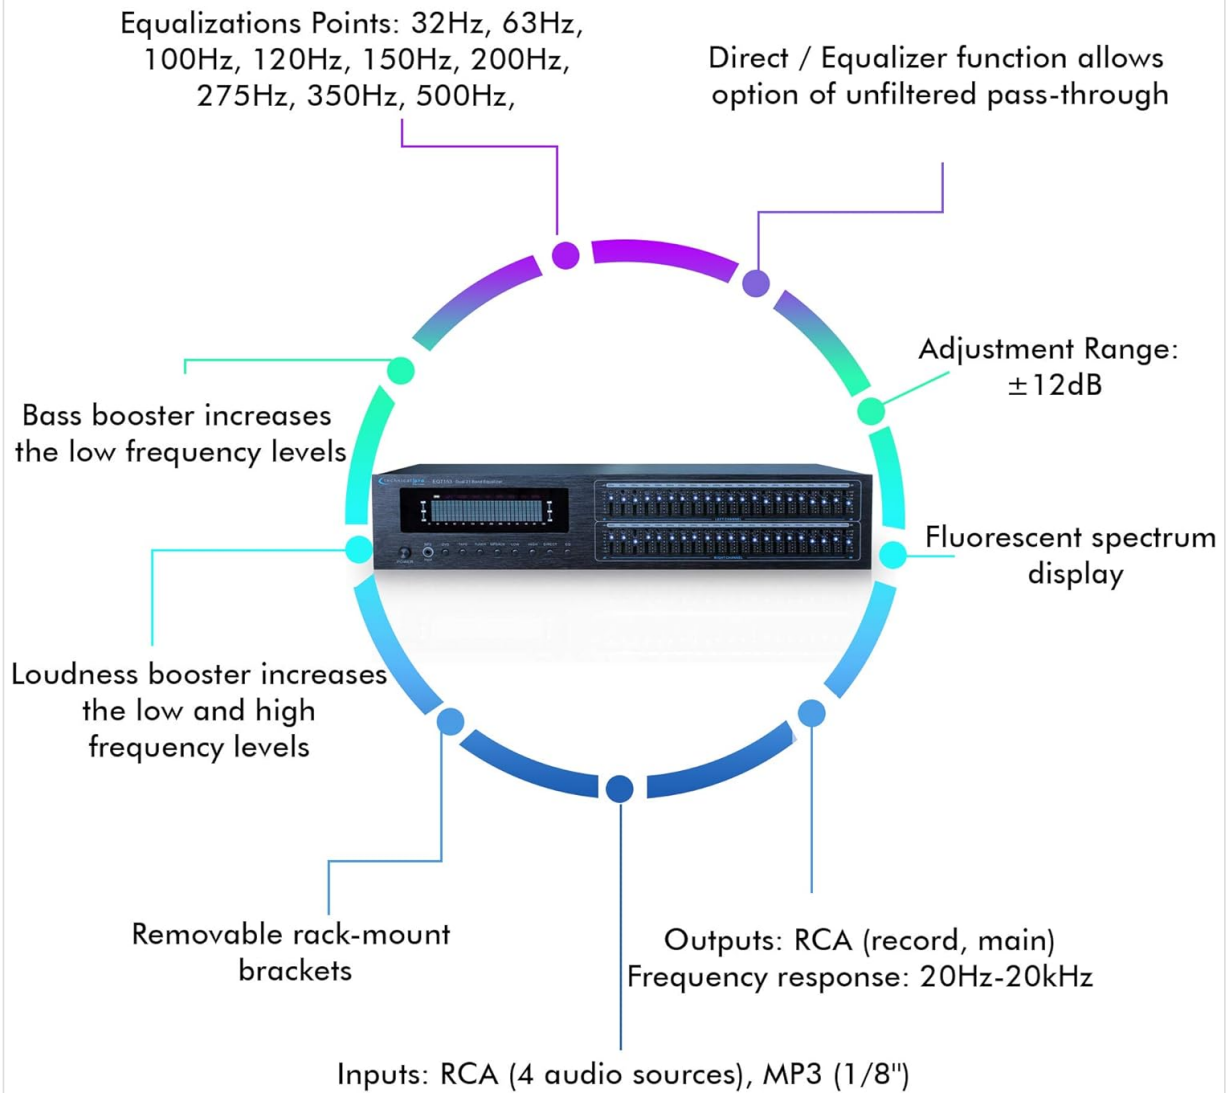 Equalizations Points: 32Hz, 63Hz,
100Hz, 120Hz, 150Hz, 200Hz,
275Hz, 350Hz, 500Hz,
Direct / Equalizer function allows
option of unfiltered pass-through
Adjustment Range:
±12dB
Bass booster increases
the low frequency levels
Fluorescent spectrum
display
Loudness booster increases
the low and high
frequency levels
Removable rack-mount
brackets
Outputs: RCA (record, main)
Frequency response: 20Hz-20kHz
Inputs: RCA (4 audio sources), MP3 (1/8")